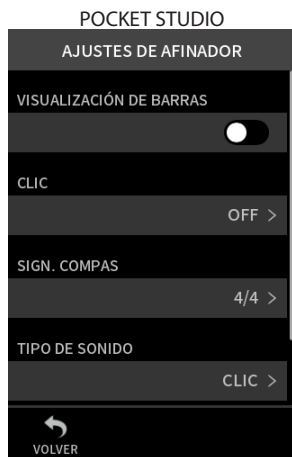 POCKET STUDIO
AJUSTES DE AFINADOR
VISUALIZACIÓN DE BARRAS
CLIC
OFF >
SIGN. COMPAS
4/4 >
TIPO DE SONIDO
CLIC >
VOLVER